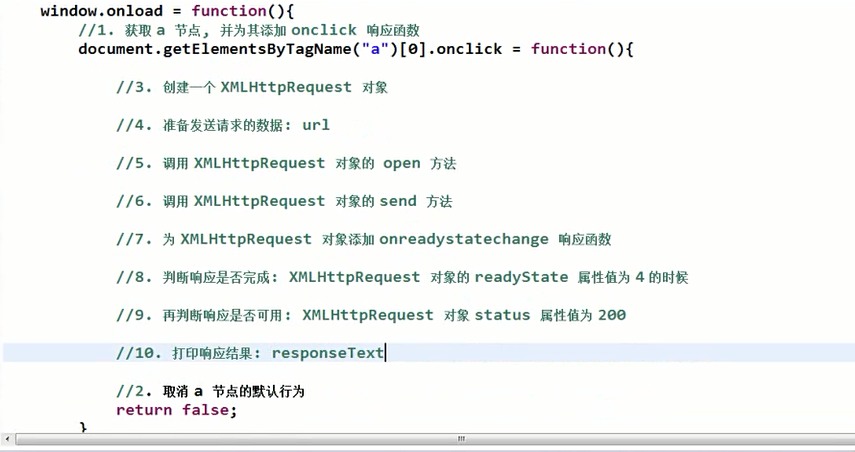 window.onload = function(){
//1. 获取 a 节点, 并为其添加 onclick 响应函数
document.getElementsByTagName("a")[0].onclick = function(){
//3. 创建一个 XMLHttpRequest 对象
//4. 准备发送请求的数据: url
//5. 调用 XMLHttpRequest 对象的 open 方法
//6. 调用 XMLHttpRequest 对象的 send 方法
//7. 为 XMLHttpRequest 对象添加 onreadystatechange 响应函数
//8. 判断响应是否完成: XMLHttpRequest 对象的 readyState 属性值为 4 的时候
//9. 再判断响应是否可用: XMLHttpRequest 对象 status 属性值为 200
//10. 打印响应结果: responseText
//2. 取消 a 节点的默认行为
return false;
}